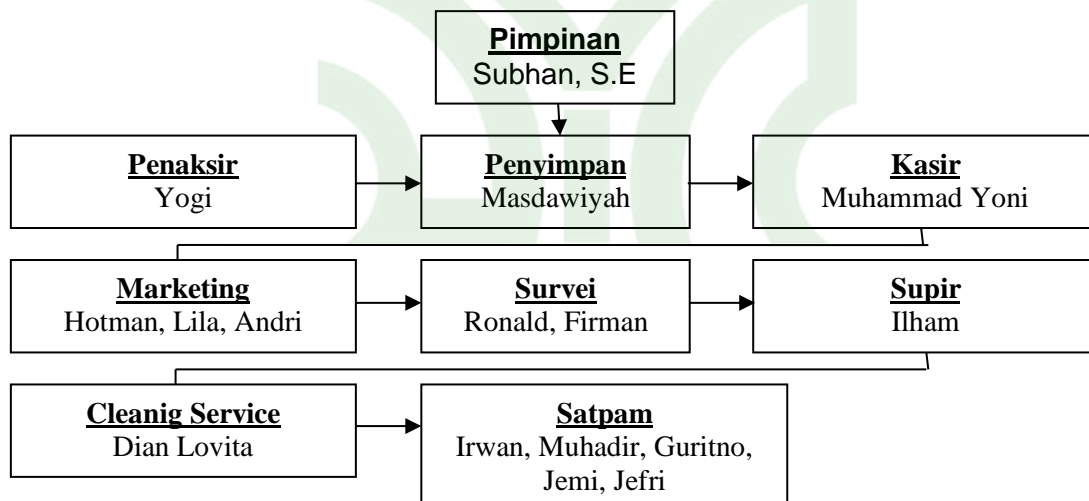 Pimpinan
Subhan, S.E
Penaksir
Yogi
Penyimpan
Masdawiyah
Kasir
Muhammad Yoni
Marketing
Hotman, Lila, Andri
Survei
Ronald, Firman
Supir
Ilham
Cleanig Service
Dian Lovita
Satpam
Irwan, Muhadir, Guritno,
Jemi, Jefri